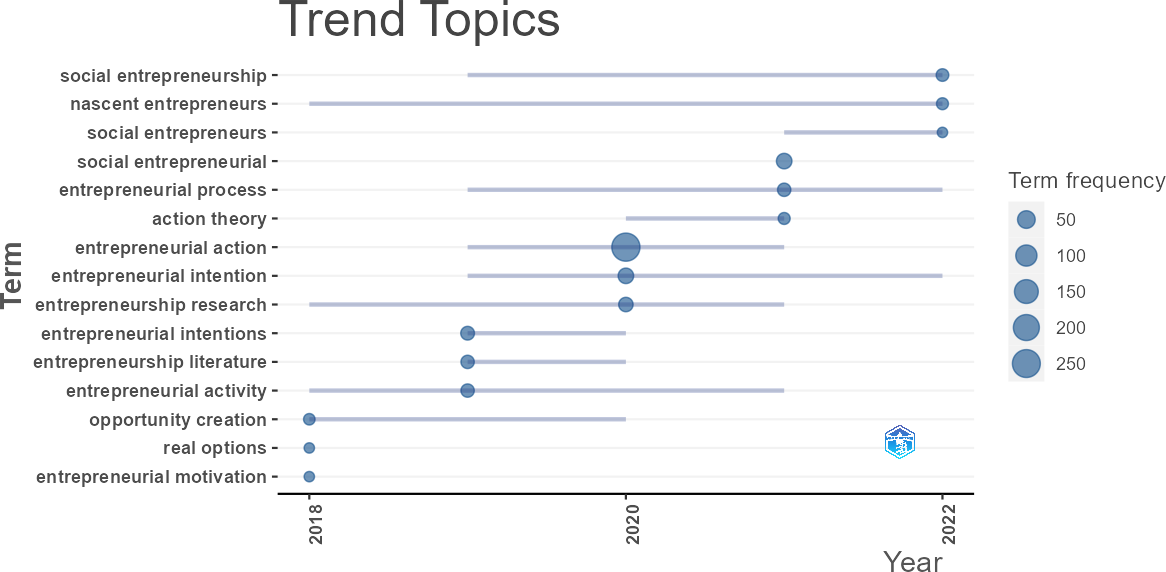 Trend Topics
social entrepreneurship
nascent entrepreneurs
social entrepreneurs
social entrepreneurial
entrepreneurial process
action theory
entrepreneurial action
entrepreneurial intention
entrepreneurship research
entrepreneurial intentions
entrepreneurship literature
entrepreneurial activity
opportunity creation
real options
entrepreneurial motivation
Term
2018
2020
2022
Year
Term frequency
50
100
150
200
250